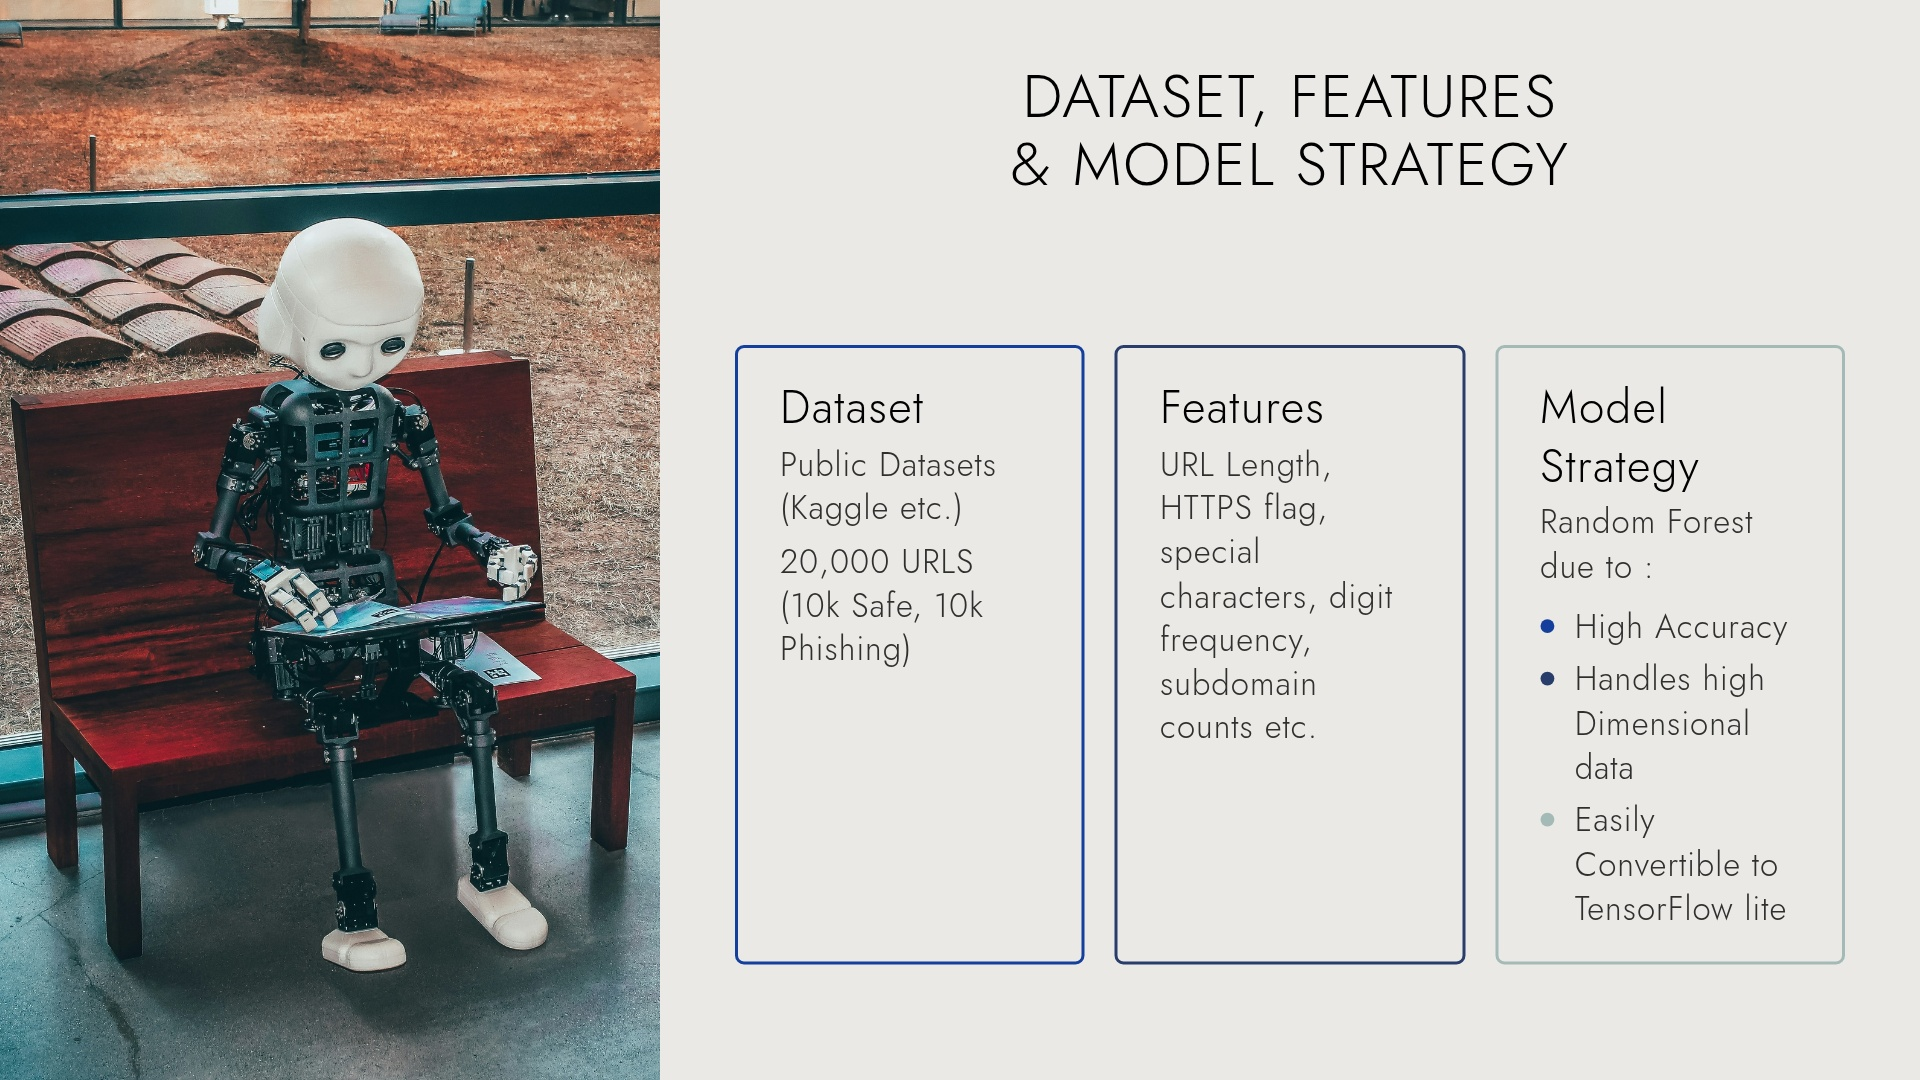 DATASET, FEATURES
& MODEL STRATEGY
Dataset
Public Datasets
(Kaggle etc.)
20,000 URLS
(10k Safe, 10k
Phishing)
Features
URL Length,
HTTPS flag,
special
characters, digit
frequency,
subdomain
counts etc.
Model
Strategy
Random Forest
due to :
High Accuracy
Handles high
Dimensional
data
Easily
Convertible to
TensorFlow lite